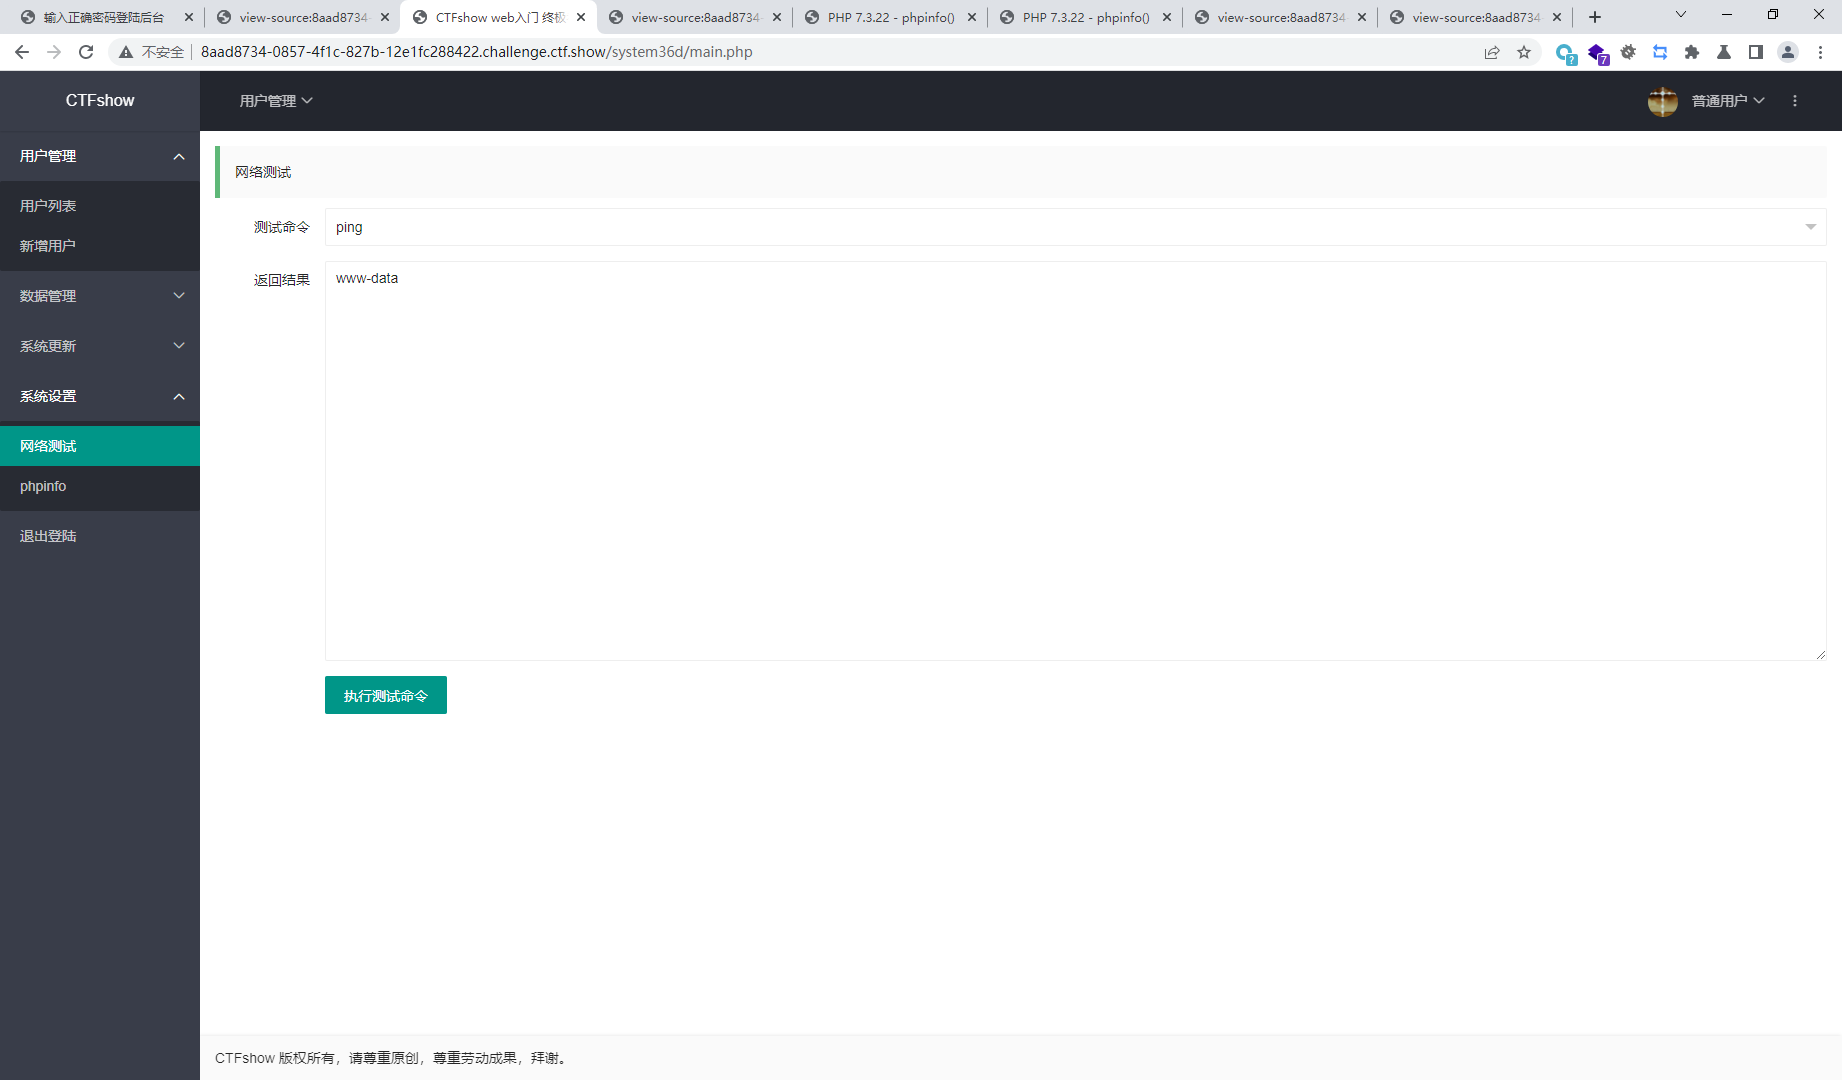 输入正确密码登陆后台
view-source:8aad8734-
CTFshow web入门 终极
view-source:8aad8734-
PHP 7.3.22 - phpinfo()
PHP 7.3.22 - phpinfo()
view-source:8aad8734-
view-source:8aad8734-
不安全
8aad8734-0857-4f1c-827b-12e1fc288422.challenge.ctf.show/system36d/main.php
?
7
CTFshow
用户管理
普通用户
用户管理
用户列表
新增用户
数据管理
系统更新
系统设置
网络测试
phpinfo
退出登陆
网络测试
测试命令
ping
返回结果
www-data
执行测试命令
CTFshow 版权所有，请尊重原创，尊重劳动成果，拜谢。